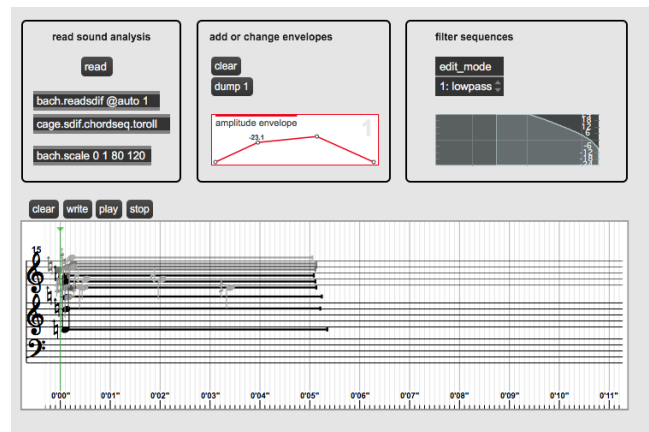 read sound analysis
read
bach.readsdif @auto 1
cage.sdif.chordseq.toroll
bach.scale 0 1 80 120
add or change envelopes
clear
dump 1
amplitude envelope
1
-23.1
filter sequences
edit_mode
1: lowpass
clear write play stop
15
0'00" 0'01" 0'02" 0'03" 0'04" 0'05" 0'06" 0'07" 0'08" 0'09" 0'10" 0'11"